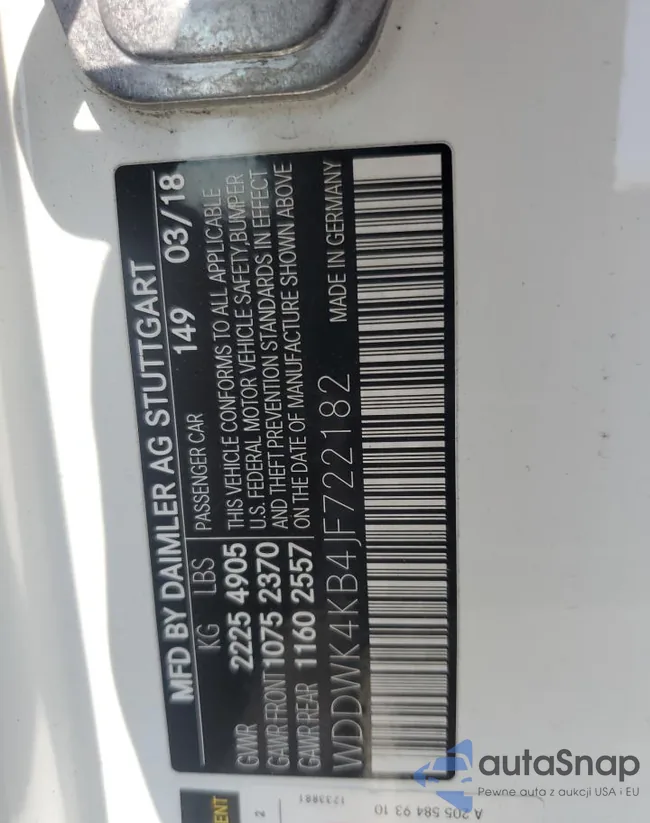 MFD BY DAIMLER AG STUTTGART
149 03/18
KG LBS PASSENGER CAR
GVWR 2225 4905
GAWR FRONT 1075 2370
GAWR REAR 1160 2557
THIS VEHICLE CONFORMS TO ALL APPLICABLE
U.S. FEDERAL MOTOR VEHICLE SAFETY,BUMPER
AND THEFT PREVENTION STANDARDS IN EFFECT
ON THE DATE OF MANUFACTURE SHOWN ABOVE
WDDWK4KB4JF722182 MADE IN GERMANY
ENT
2
1233881
A 205 584 93 10
autaSnap
Pewne auta z aukcji USA i EU